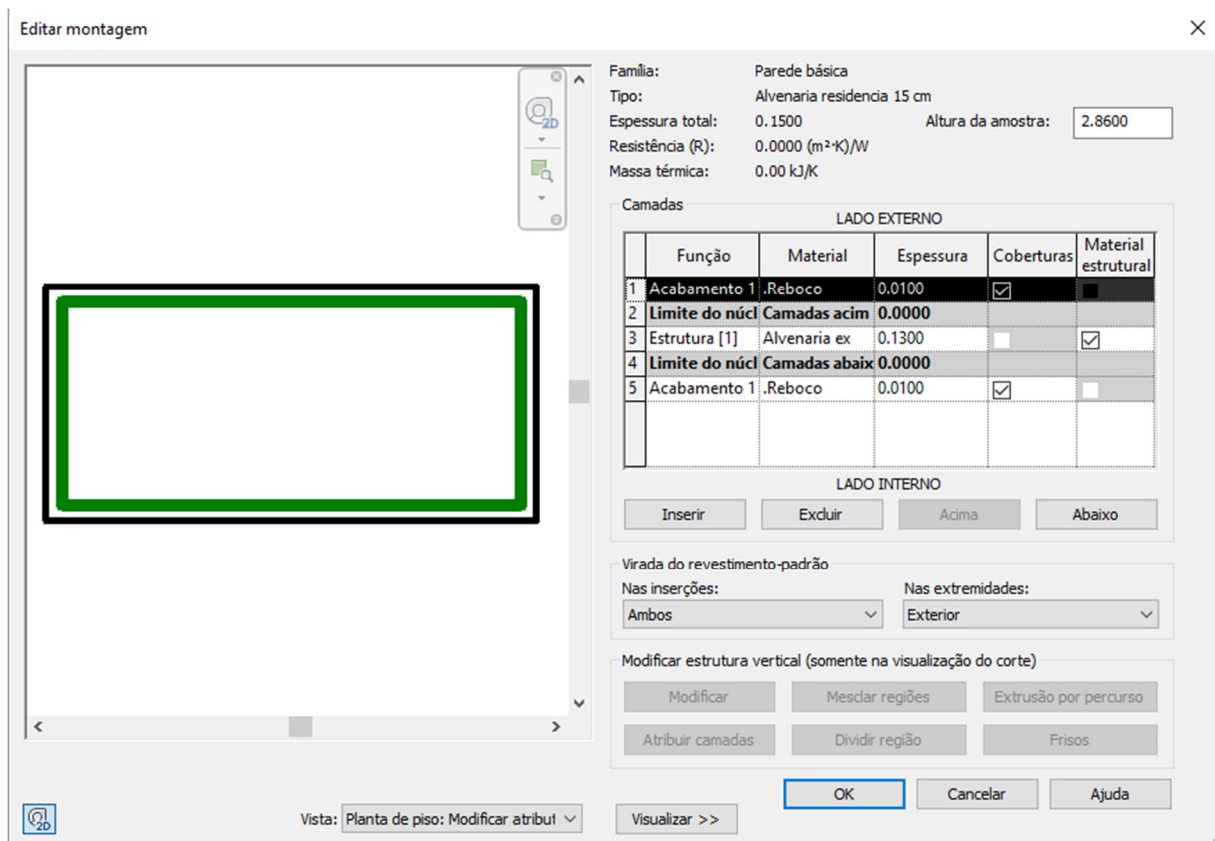 Editar montagem
Família: Parede básica
Tipo: Alvenaria residencia 15 cm
Espessura total: 0.1500 Altura da amostra: 2.8600
Resistência (R): 0.0000 (m²·K)/W
Massa térmica: 0.00 kJ/K
Camadas
LADO EXTERNO
Função Material Espessura Coberturas Material estrutural
1 Acabamento 1 .Reboco 0.0100
2 Limite do núcl Camadas acim 0.0000
3 Estrutura [1] Alvenaria ex 0.1300
4 Limite do núcl Camadas abaix 0.0000
5 Acabamento 1 .Reboco 0.0100
LADO INTERNO
Inserir Excluir Acima Abaixo
Virada do revestimento-padrão
Nas inserções: Nas extremidades:
Ambos Exterior
Modificar estrutura vertical (somente na visualização do corte)
Modificar Mesclar regiões Extrusão por percurso
Atribuir camadas Dividir região Frisos
OK Cancelar Ajuda
2D Vista: Planta de piso: Modificar atribut Visualizar >>
2D